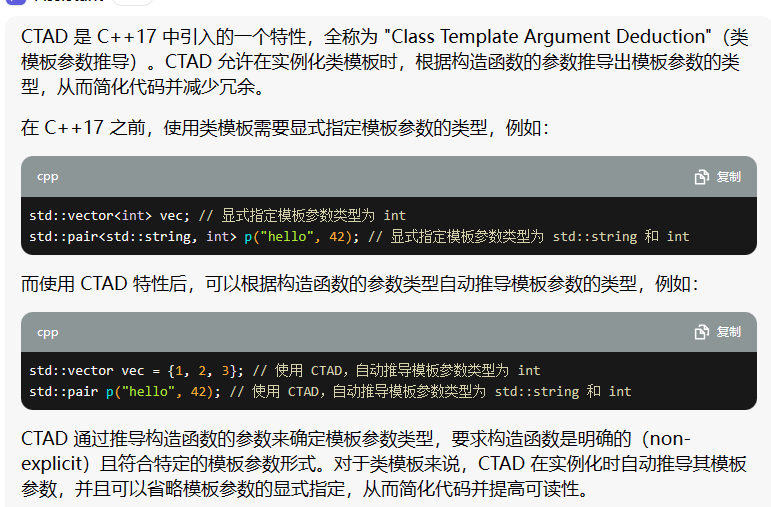 CTAD 是 C++17 中引入的一个特性，全称为 "Class Template Argument Deduction"（类
模板参数推导）。CTAD 允许在实例化类模板时，根据构造函数的参数推导出模板参数的类
型，从而简化代码并减少冗余。
在 C++17 之前，使用类模板需要显式指定模板参数的类型，例如：
cpp 复制
std::vector<int> vec; // 显式指定模板参数类型为 int
std::pair<std::string, int> p("hello", 42); // 显式指定模板参数类型为 std::string 和 int
而使用 CTAD 特性后，可以根据构造函数的参数类型自动推导模板参数的类型，例如：
cpp 复制
std::vector vec = {1, 2, 3}; // 使用 CTAD，自动推导模板参数类型为 int
std::pair p("hello", 42); // 使用 CTAD，自动推导模板参数类型为 std::string 和 int
CTAD 通过推导构造函数的参数来确定模板参数类型，要求构造函数是明确的（non-
explicit）且符合特定的模板参数形式。对于类模板来说，CTAD 在实例化时自动推导其模板
参数，并且可以省略模板参数的显式指定，从而简化代码并提高可读性。